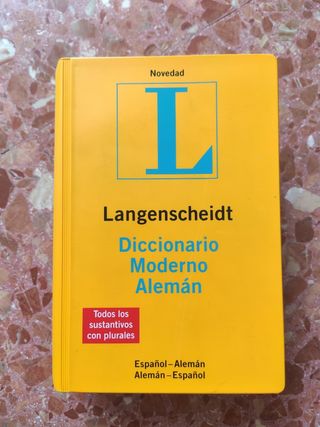 Novedad
L
Langenscheidt
Diccionario
Moderno
Alemán
Todos los
sustantivos
con plurales
Español–Alemán
Alemán–Español